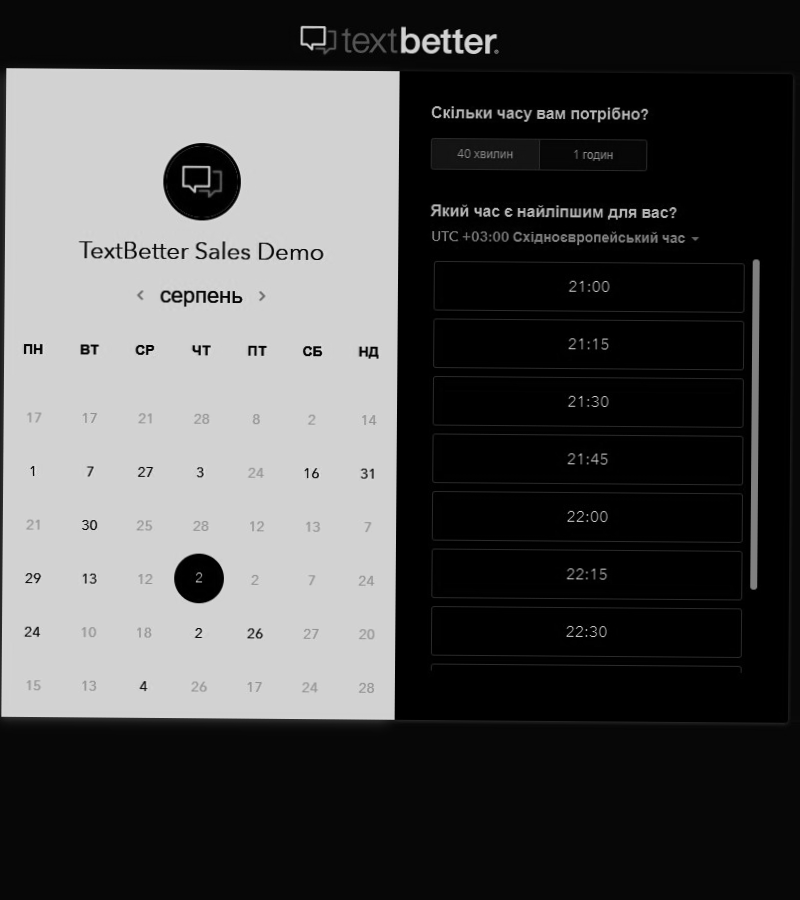 textbetter.
TextBetter Sales Demo
серпень
ПН ВТ СР ЧТ ПТ СБ НД
17 17 21 28 8 2 14
1 7 27 3 24 16 31
21 30 25 28 12 13 7
29 13 12 2 2 7 24
24 10 18 2 26 27 20
15 13 4 26 17 24 28
Скільки часу вам потрібно?
40 хвилин 1 годин
Який час є найліпшим для вас?
UTC +03:00 Східноєвропейський час
21:00
21:15
21:30
21:45
22:00
22:15
22:30